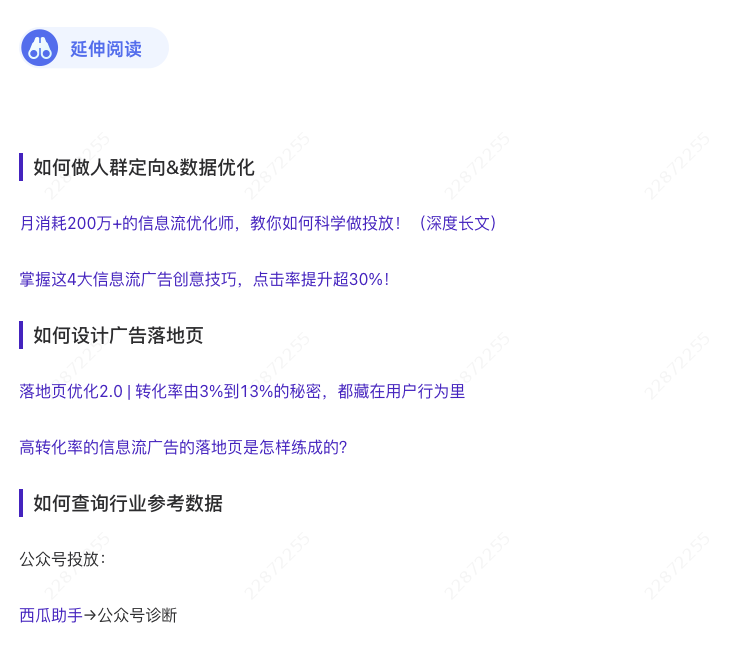 延伸阅读
如何做人群定向&数据优化
月消耗200万+的信息流优化师，教你如何科学做投放！（深度长文）
掌握这4大信息流广告创意技巧，点击率提升超30%！
如何设计广告落地页
落地页优化2.0 | 转化率由3%到13%的秘密，都藏在用户行为里
高转化率的信息流广告的落地页是怎样练成的？
如何查询行业参考数据
公众号投放：
西瓜助手→公众号诊断
22872255
22872255
22872255
22872255
22872255
22872255
22872255
22872255
22872255
22872255
22872255
22872255